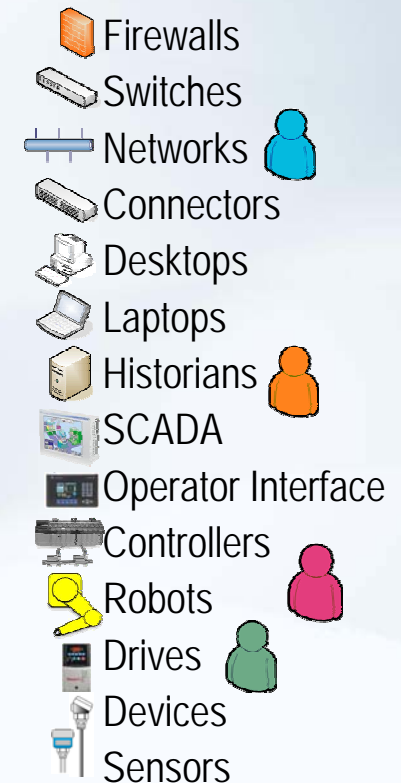 Firewalls
Switches
Networks
Connectors
Desktops
Laptops
Historians
SCADA
Operator Interface
Controllers
Robots
Drives
Devices
Sensors